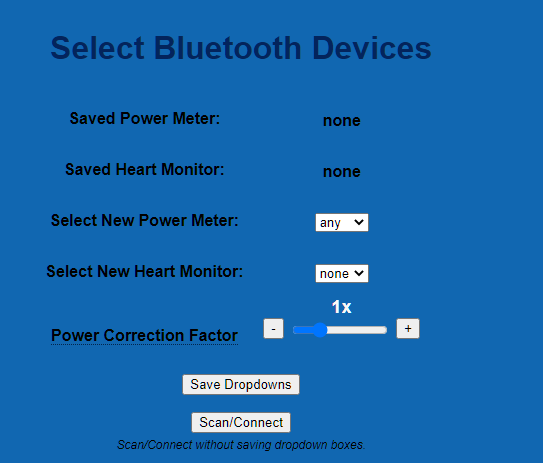 Select Bluetooth Devices
Saved Power Meter: none
Saved Heart Monitor: none
Select New Power Meter: any
Select New Heart Monitor: none
1x
Power Correction Factor - +
Save Dropdowns
Scan/Connect
Scan/Connect without saving dropdown boxes.